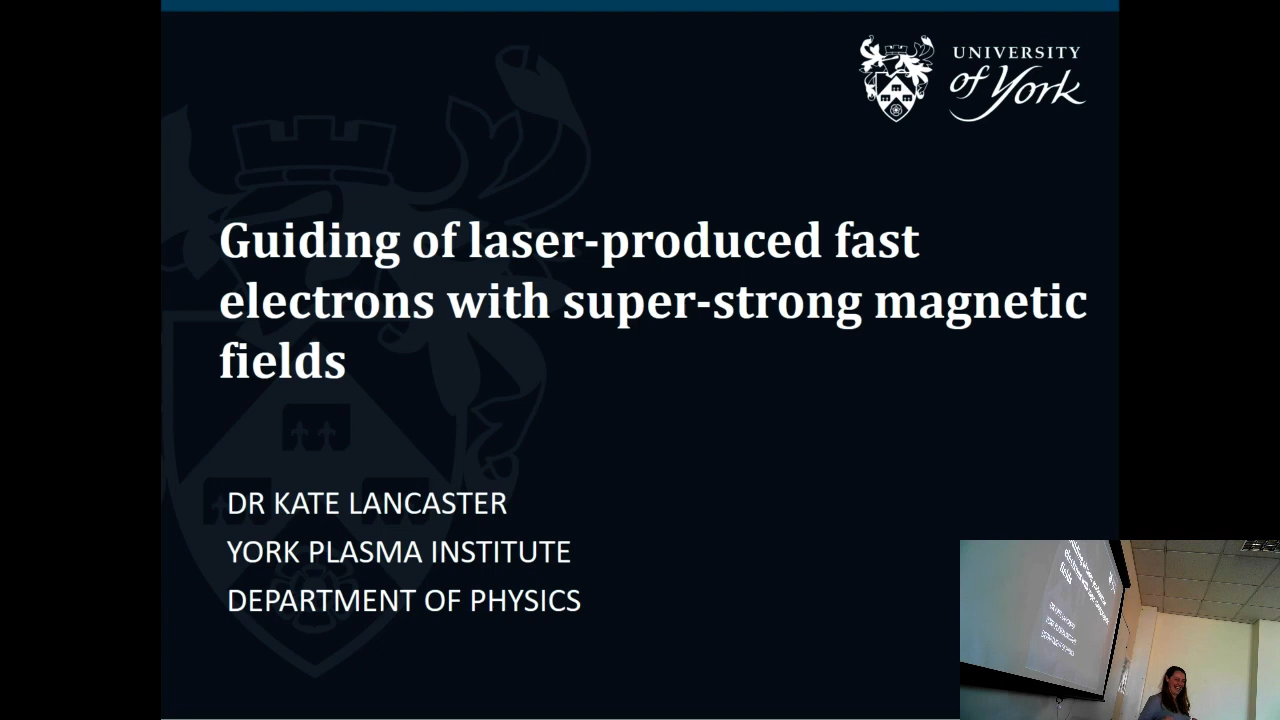 UNIVERSITY
of York
Guiding of laser-produced fast
electrons with super-strong magnetic
fields
DR KATE LANCASTER
YORK PLASMA INSTITUTE
DEPARTMENT OF PHYSICS